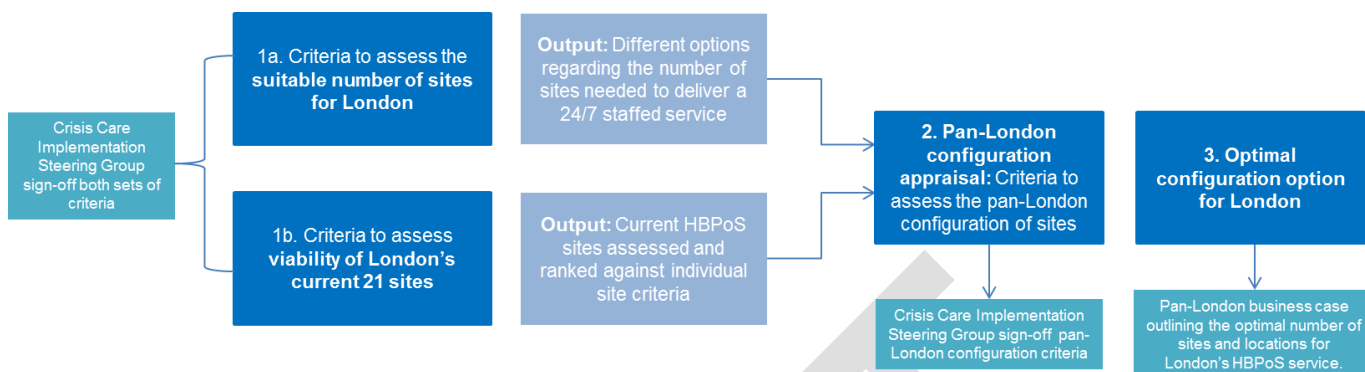 Crisis Care
Implementation
Steering Group
sign-off both sets of
criteria
1a. Criteria to assess the
suitable number of sites
for London
Output: Different options
regarding the number of
sites needed to deliver a
24/7 staffed service
1b. Criteria to assess
viability of London’s
current 21 sites
Output: Current HBPoS
sites assessed and
ranked against individual
site criteria
2. Pan-London
configuration
appraisal: Criteria to
assess the pan-London
configuration of sites
Crisis Care Implementation
Steering Group sign-off pan-
London configuration criteria
3. Optimal
configuration option
for London
Pan-London business case
outlining the optimal number of
sites and locations for
London’s HBPoS service.